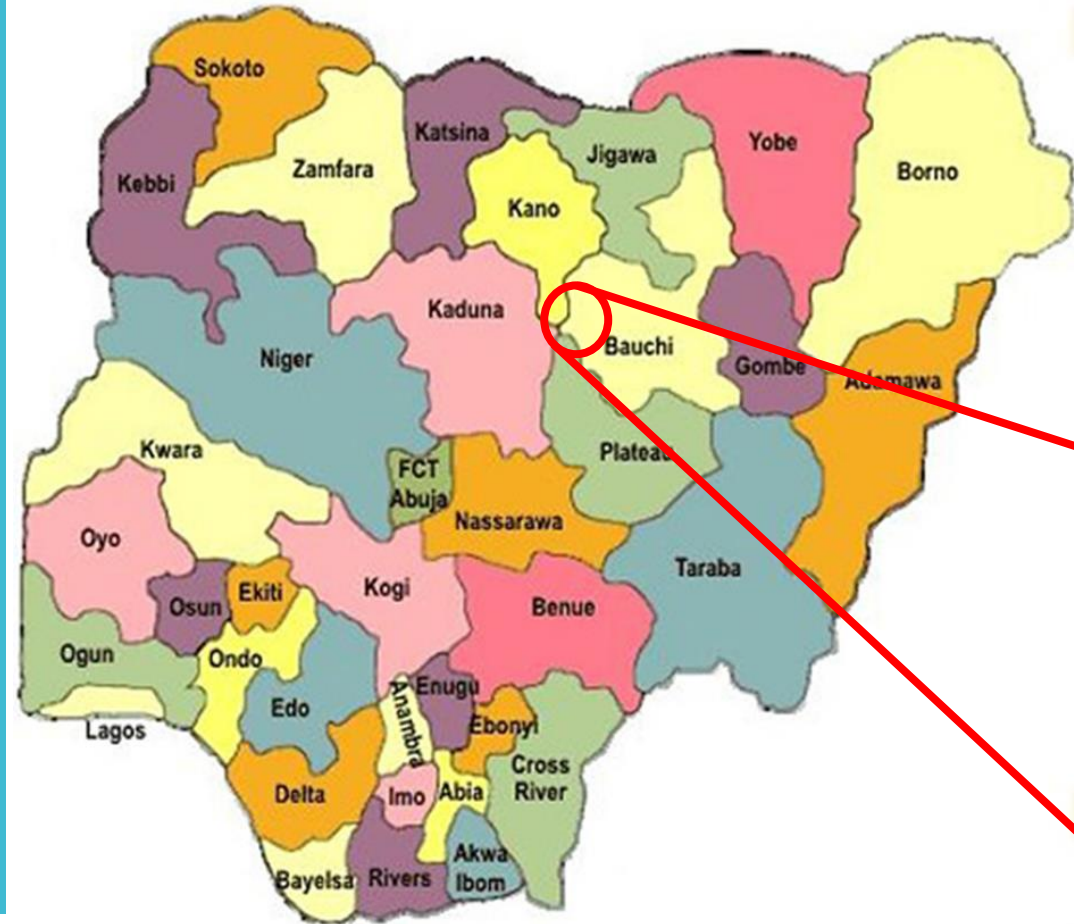 Sokoto
Katsina
Jigawa
Yobe
Borno
Zamfara
Kebbi
Kano
Kaduna
Bauchi
Niger
Gombe
Adamawa
Kwara
Plateau
FCT
Abuja
Nassarawa
Oyo
Taraba
Kogi
Ekiti
Osun
Benue
Ogun
Ondo
Enugu
Anambra
Edo
Ebonyi
Lagos
Cross
River
Delta
Imo
Abia
Akwa
Ibom
Bayelsa
Rivers